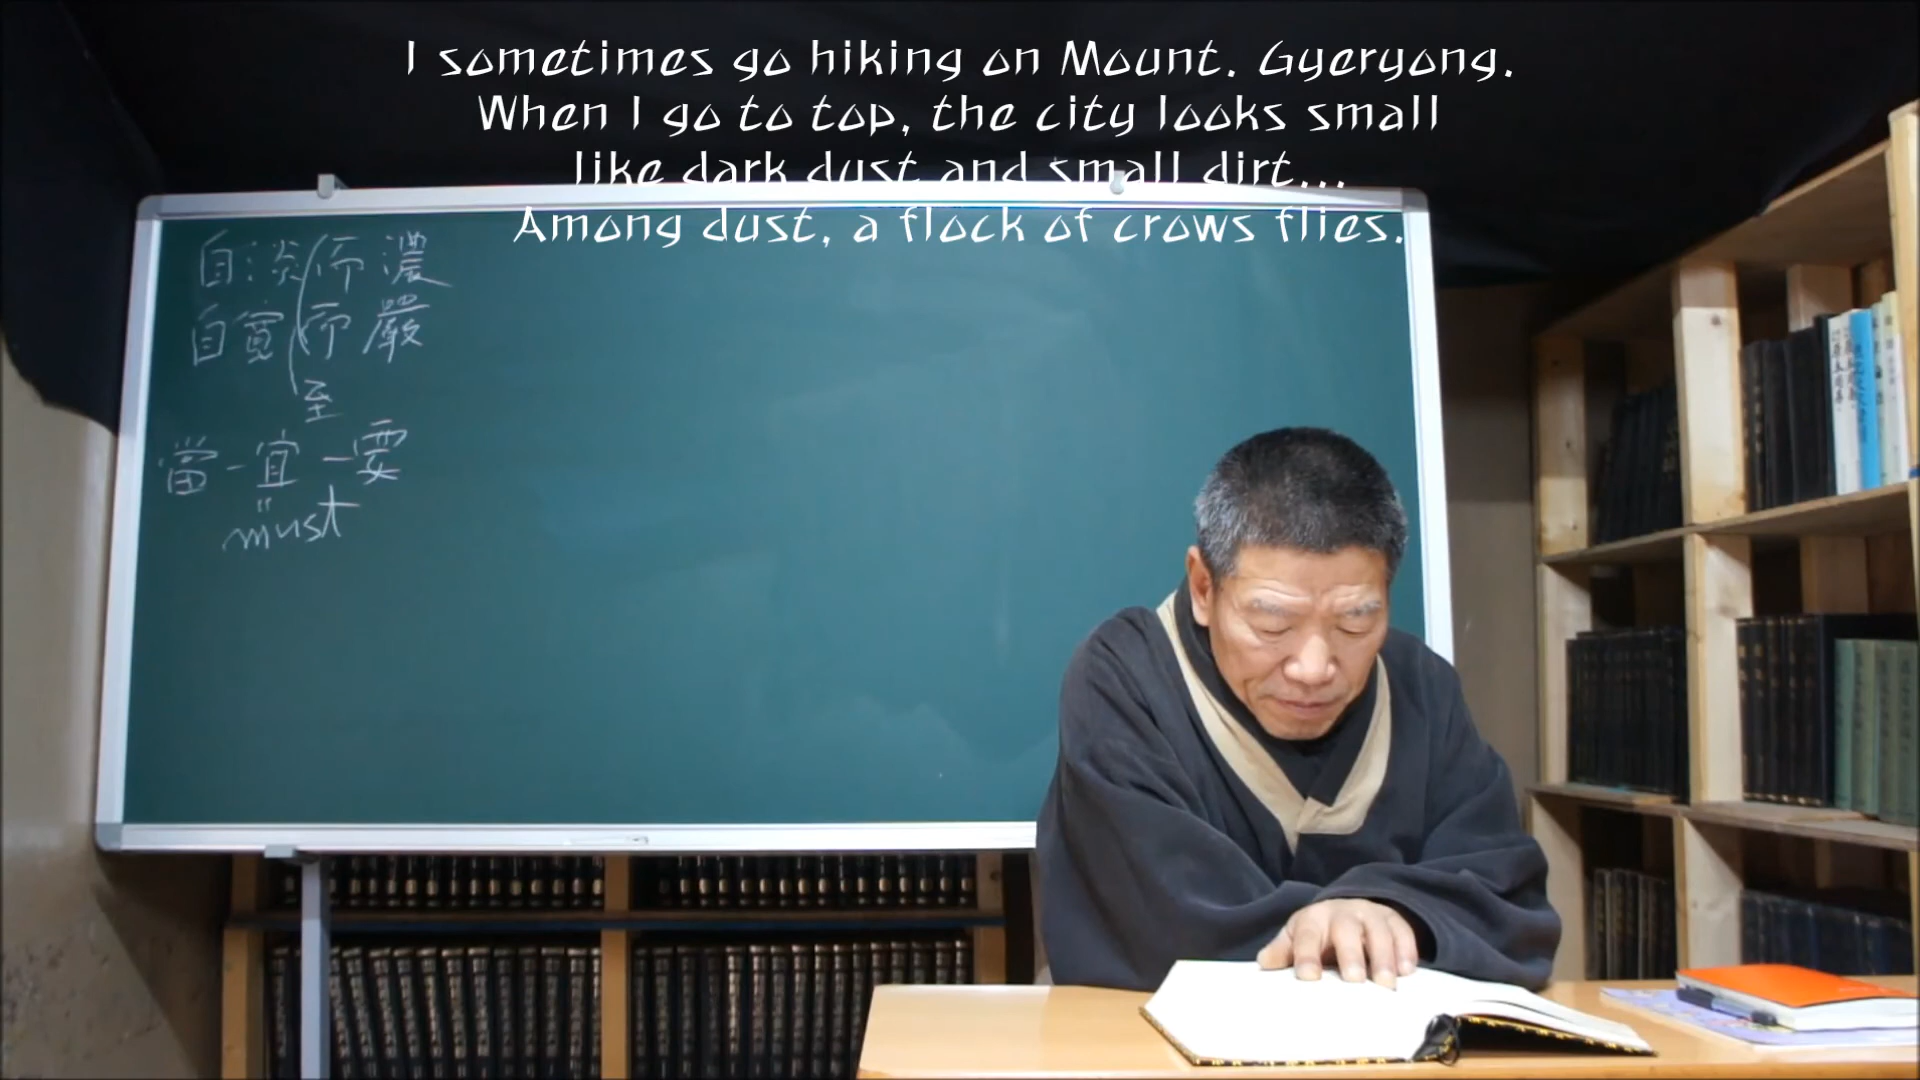 I sometimes go hiking on Mount. Gyeryong.
When I go to top, the city looks small
like dark dust and small dirt...
Among dust, a flock of crows flies.
自淡而濃
自寬而嚴
至
當-宜-要
"
must